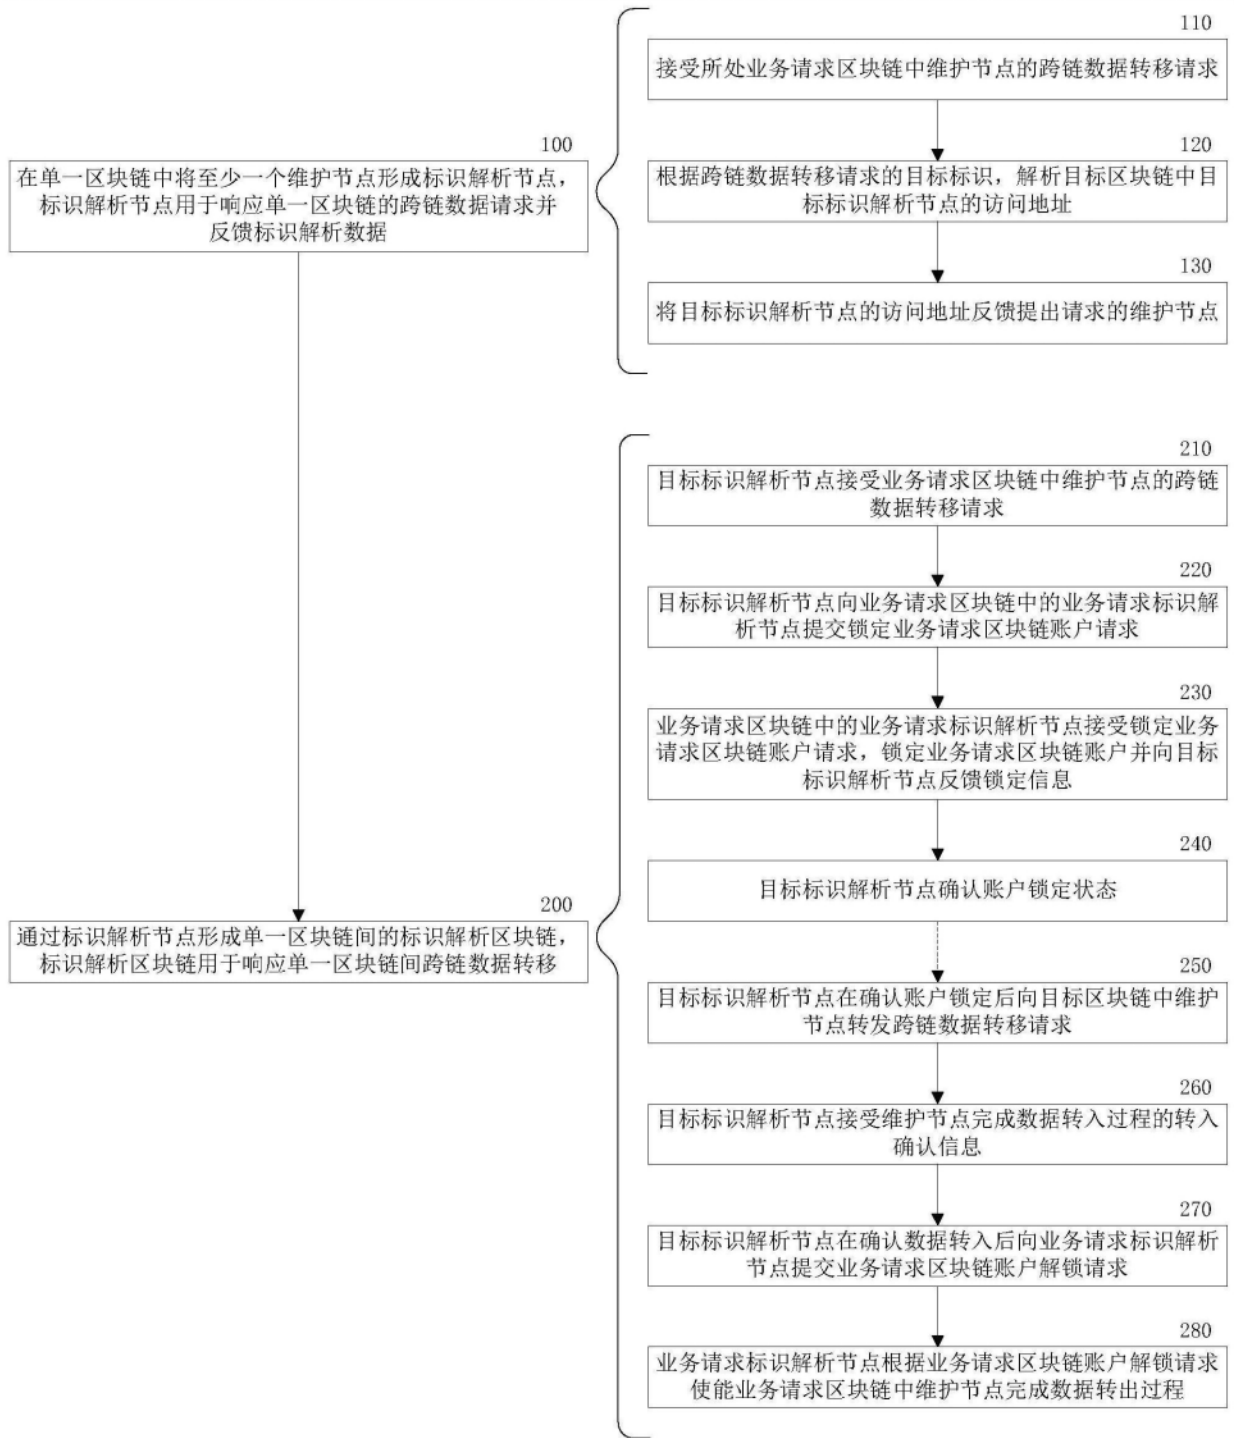 100
在单一区块链中将至少一个维护节点形成标识解析节点，
标识解析节点用于响应单一区块链的跨链数据请求并
反馈标识解析数据
110
接受所处业务请求区块链中维护节点的跨链数据转移请求
120
根据跨链数据转移请求的目标标识，解析目标区块链中目
标标识解析节点的访问地址
130
将目标标识解析节点的访问地址反馈提出请求的维护节点
200
通过标识解析节点形成单一区块链间的标识解析区块链，
标识解析区块链用于响应单一区块链间跨链数据转移
210
目标标识解析节点接受业务请求区块链中维护节点的跨链
数据转移请求
220
目标标识解析节点向业务请求区块链中的业务请求标识解
析节点提交锁定业务请求区块链账户请求
230
业务请求区块链中的业务请求标识解析节点接受锁定业务
请求区块链账户请求，锁定业务请求区块链账户并向目标
标识解析节点反馈锁定信息
240
目标标识解析节点确认账户锁定状态
250
目标标识解析节点在确认账户锁定后向目标区块链中维护
节点转发跨链数据转移请求
260
目标标识解析节点接受维护节点完成数据转入过程的转入
确认信息
270
目标标识解析节点在确认数据转入后向业务请求标识解析
节点提交业务请求区块链账户解锁请求
280
业务请求标识解析节点根据业务请求区块链账户解锁请求
使能业务请求区块链中维护节点完成数据转出过程